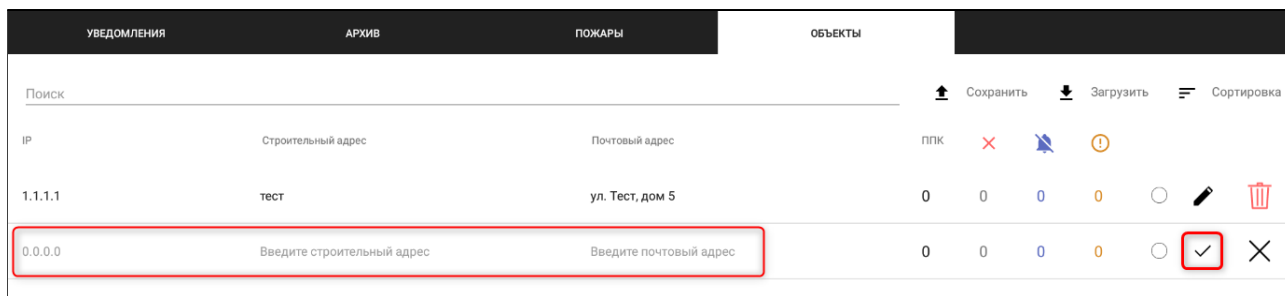 УВЕДОМЛЕНИЯ АРХИВ ПОЖАРЫ ОБЪЕКТЫ
Поиск Сохранить Загрузить Сортировка
IP Строительный адрес Почтовый адрес ППК
1.1.1.1 тест ул. Тест, дом 5 0 0 0 0
0.0.0.0 Введите строительный адрес Введите почтовый адрес 0 0 0 0